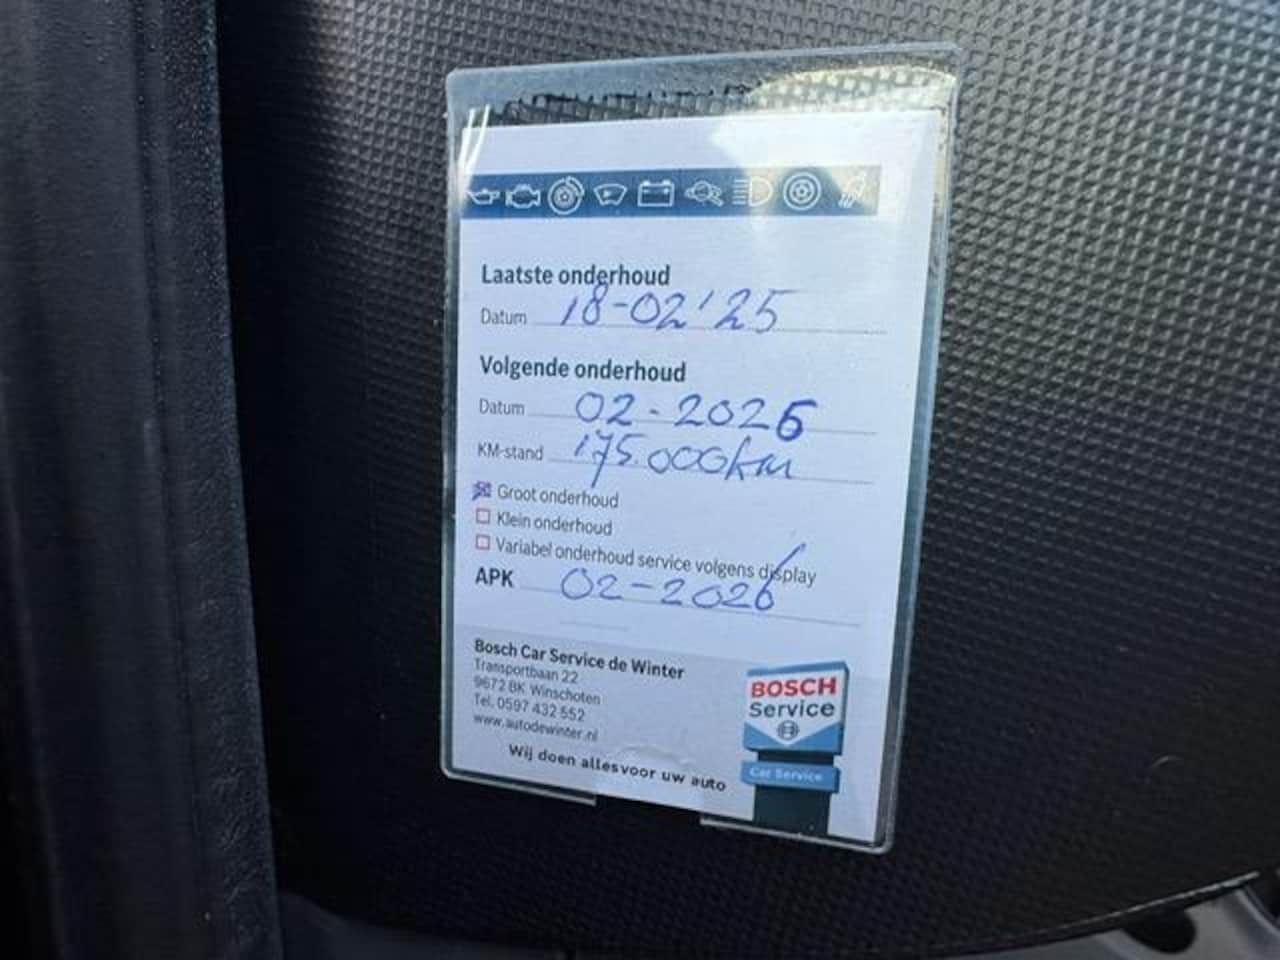 Laatste onderhoud
Datum 18-02'25
Volgende onderhoud
Datum 02-2026
KM-stand 175.000km
Groot onderhoud
Klein onderhoud
Variabel onderhoud service volgens display
APK 02-2026
Bosch Car Service de Winter
Transportbaan 22
9672 BK Winschoten
Tel. 0597 432 552
www.autodewinter.nl
Wij doen alles voor uw auto
BOSCH
Service
Car Service